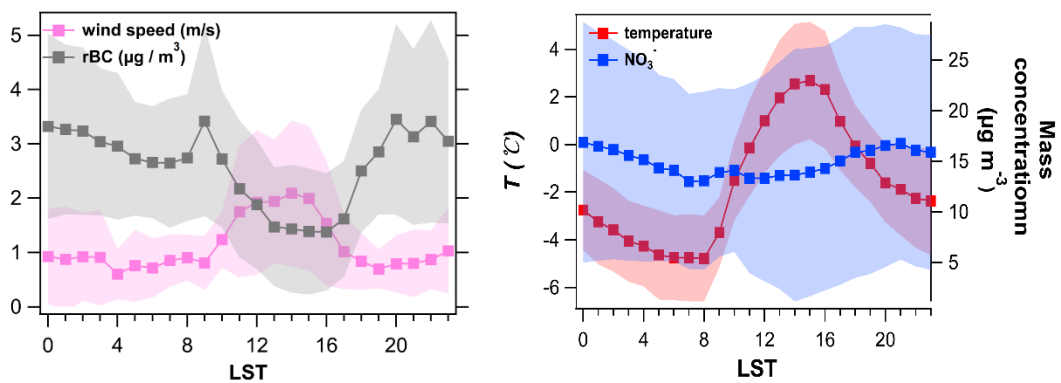 wind speed (m/s)
rBC (µg / m³)
5
4
3
2
1
0
0
4
8
12
16
20
LST
temperature
NO₃⁻
T (℃)
4
2
0
-2
-4
-6
25
20
15
10
5
Mass
concentratiomn
(µg m⁻³)
0
4
8
12
16
20
LST